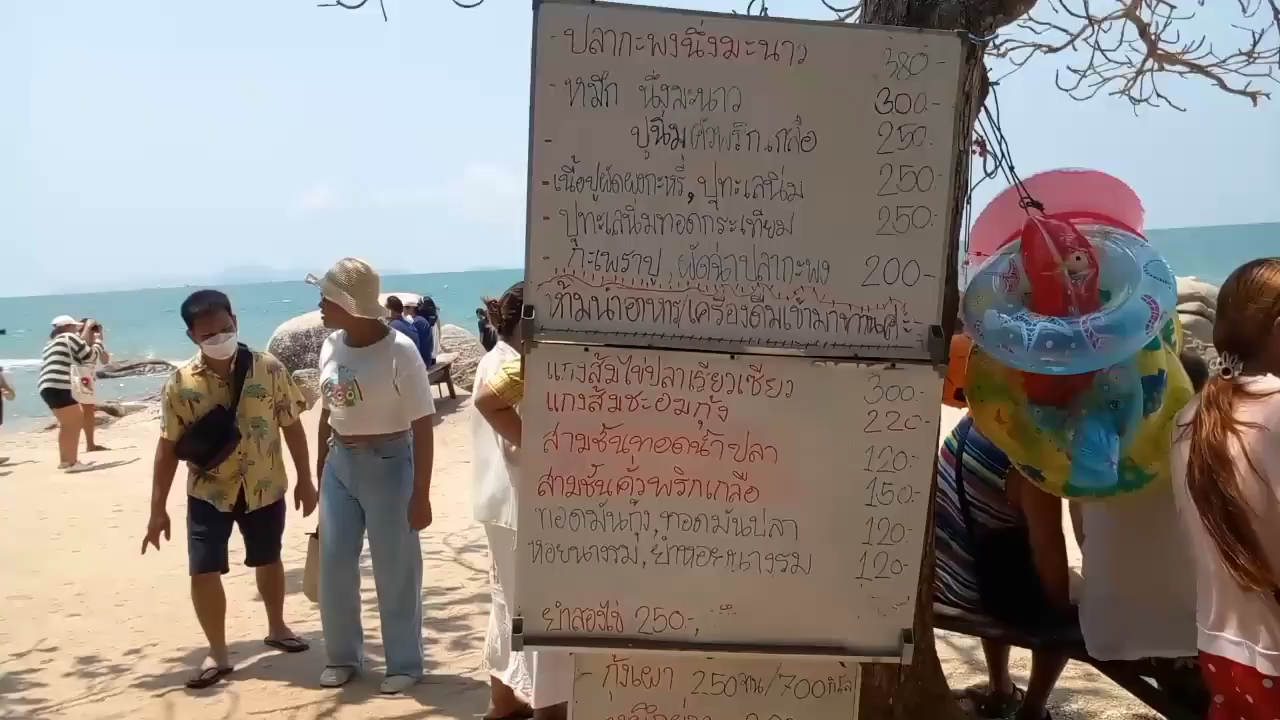 - ปลากะพงนึ่งมะนาว 380-
- หมึก นึ่งมะนาว 300-
- ปูนิ่มคั่วพริกเกลือ 250-
- เนื้อปูผัดผงกะหรี่, ปูทะเลนิ่ม 250-
- ปูทะเลนิ่มทอดกระเทียม 250-
- กะเพราปู, ผัดฉ่าปลากะพง 200-
ห้ามนำอาหาร/เครื่องดื่มเข้ามาทานค่ะ
แกงส้มไข่ปลาเรียวเซียว 300-
แกงส้มชะอมกุ้ง 220-
สามชั้นทอดน้ำปลา 120-
สามชั้นคั่วพริกเกลือ 150-
ทอดมันกุ้ง, ทอดมันปลา 120-
หอยนางรม, ยำหอยนางรม 120-
ยำสองไข่ 250-,
กุ้งเผา 250 /700 กิโล